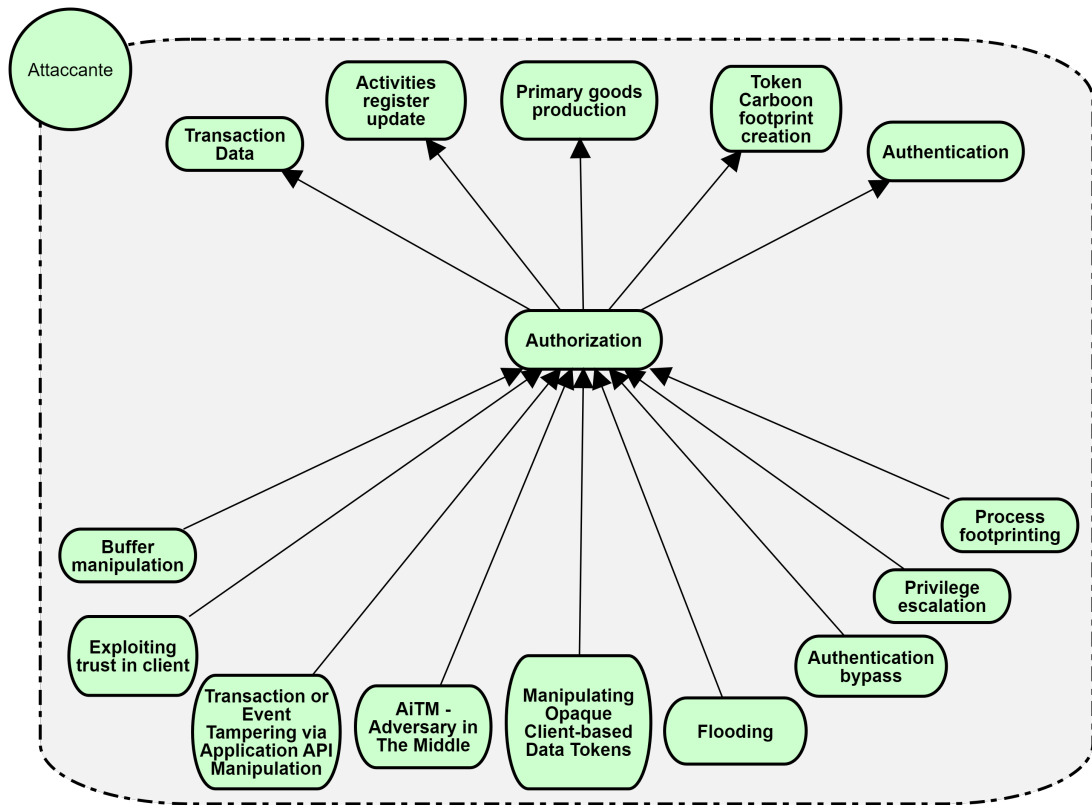 Attaccante
Activities
register
update
Primary goods
production
Token
Carboon
footprint
creation
Transaction
Data
Authentication
Authorization
Process
footprinting
Buffer
manipulation
Privilege
escalation
Exploiting
trust in client
Authentication
bypass
Transaction or
Event
Tampering via
Application API
Manipulation
AiTM -
Adversary in
The Middle
Manipulating
Opaque
Client-based
Data Tokens
Flooding